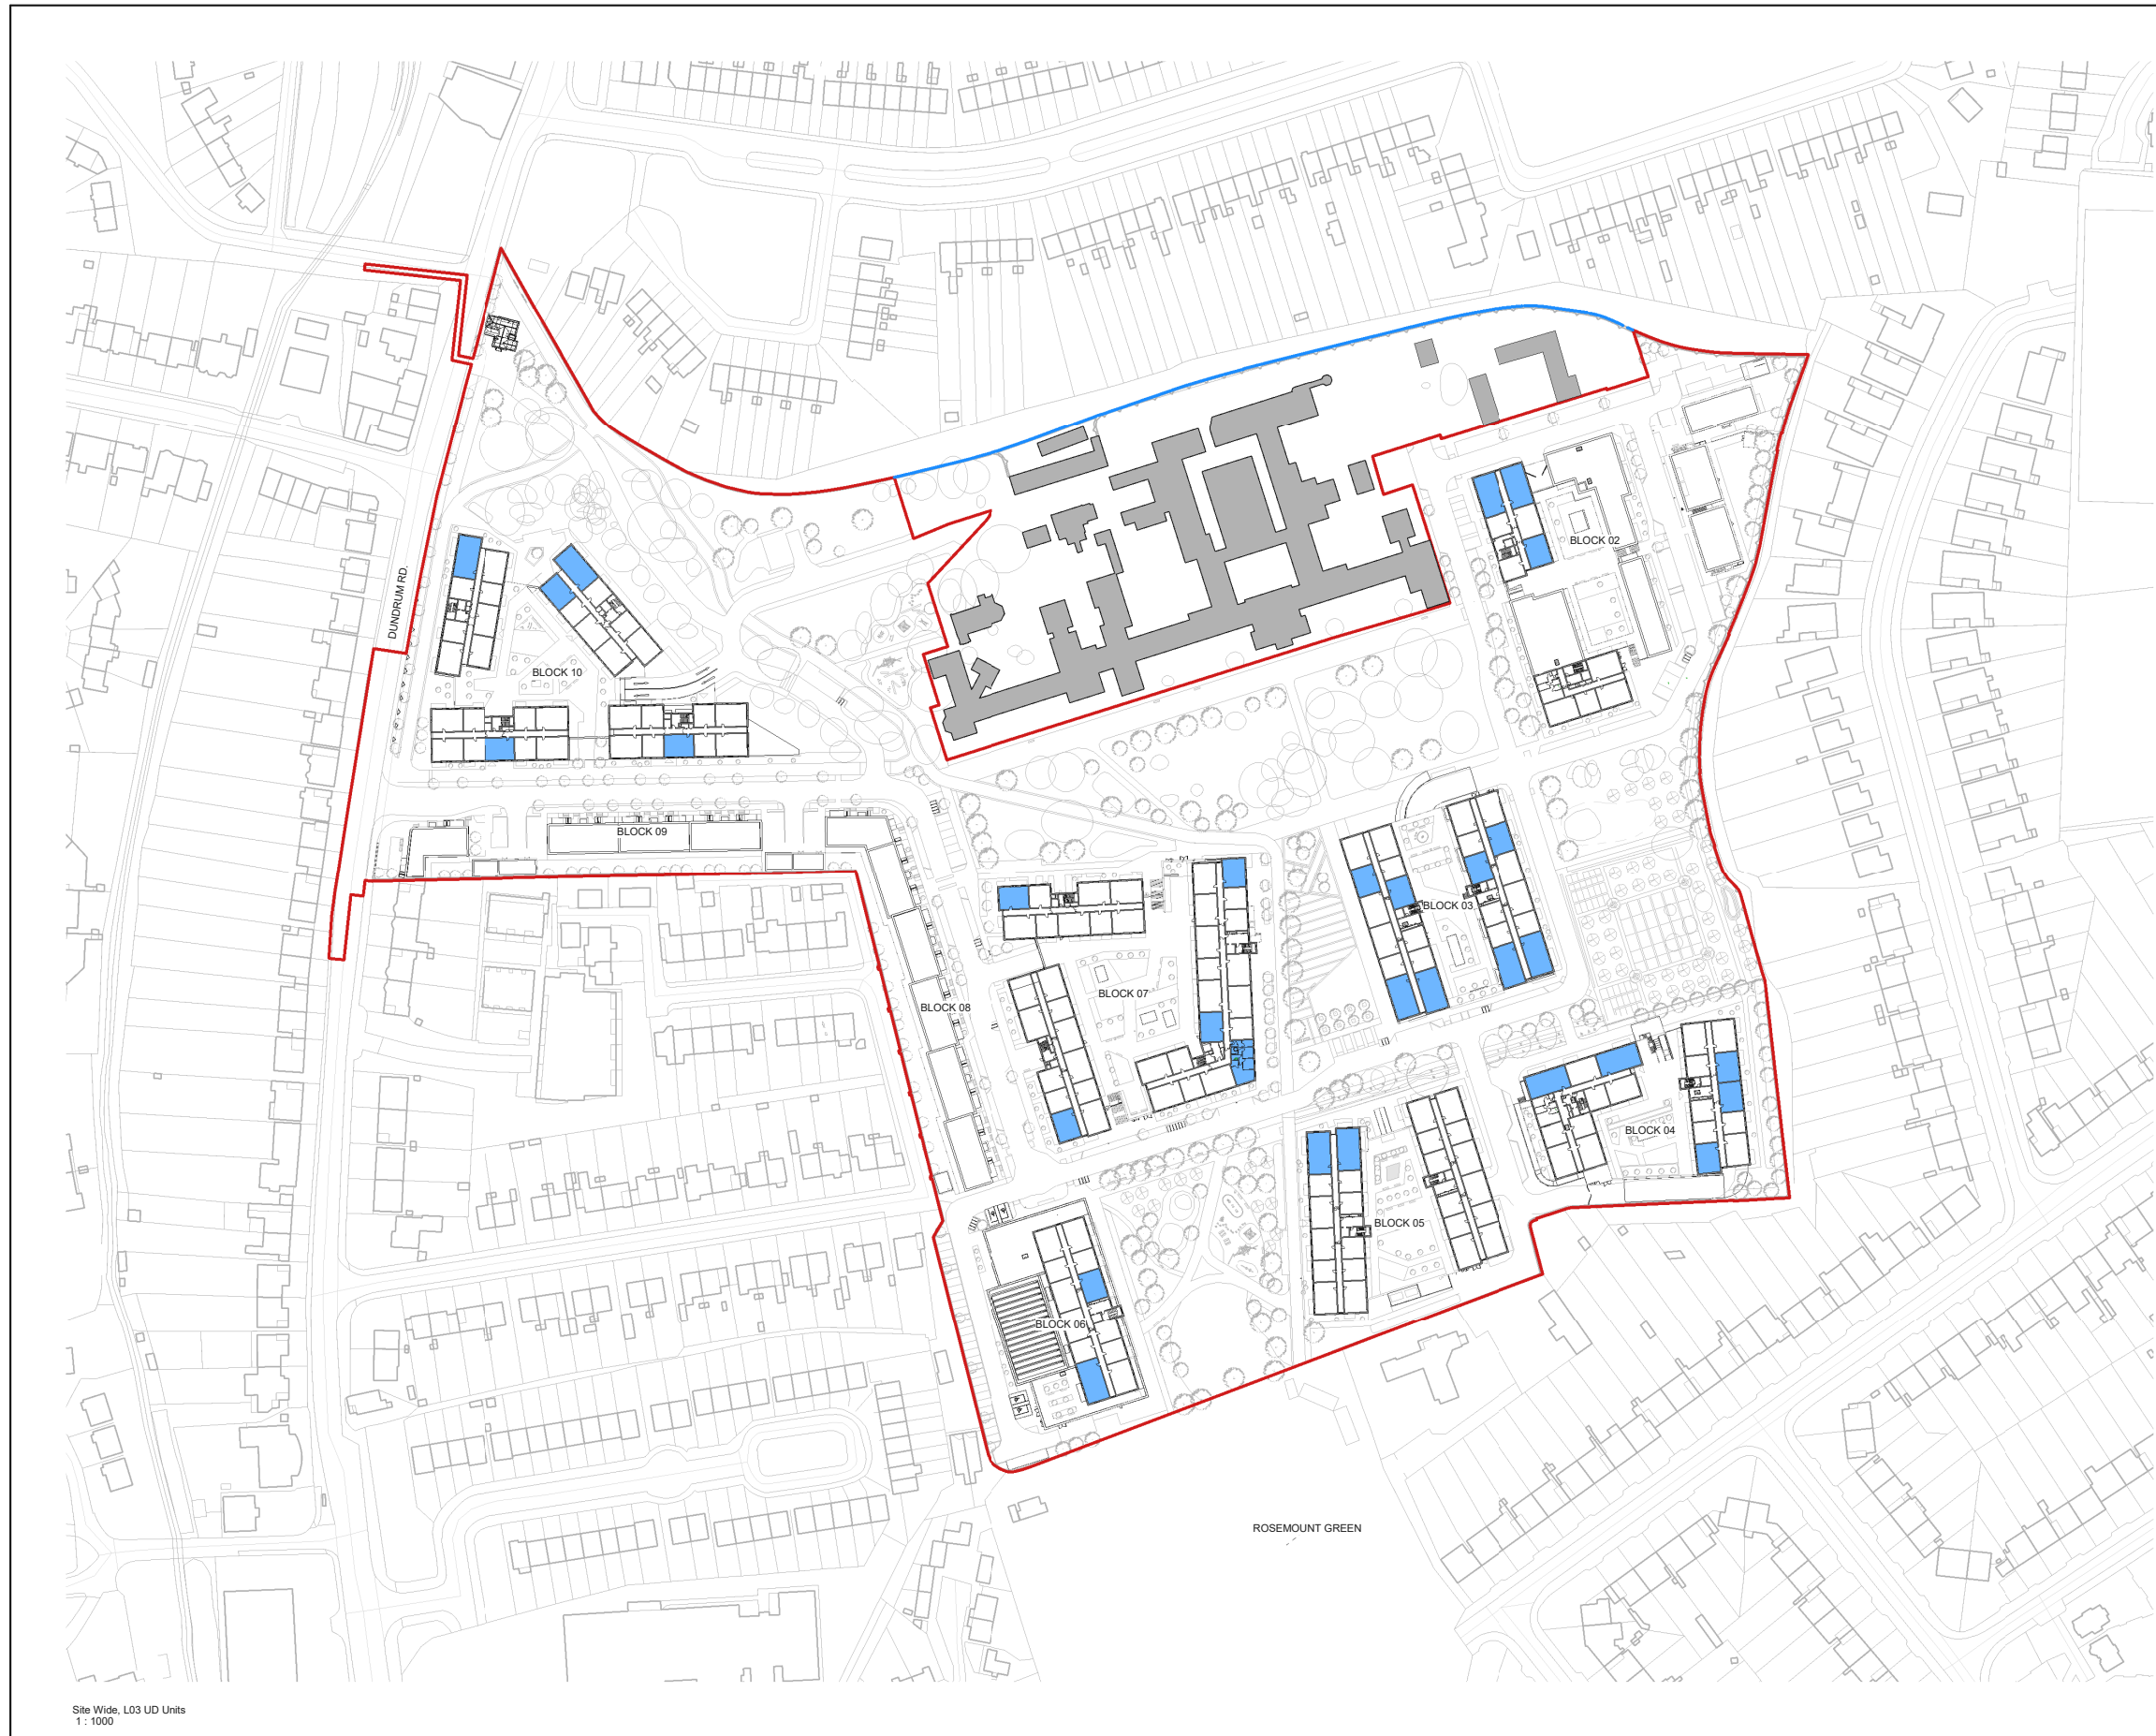 BLOCK 02
DUNDRUM RD.
BLOCK 10
BLOCK 09
BLOCK 03
BLOCK 07
BLOCK 08
BLOCK 04
BLOCK 05
BLOCK 06
ROSEMOUNT GREEN
Site Wide, L03 UD Units
1 : 1000